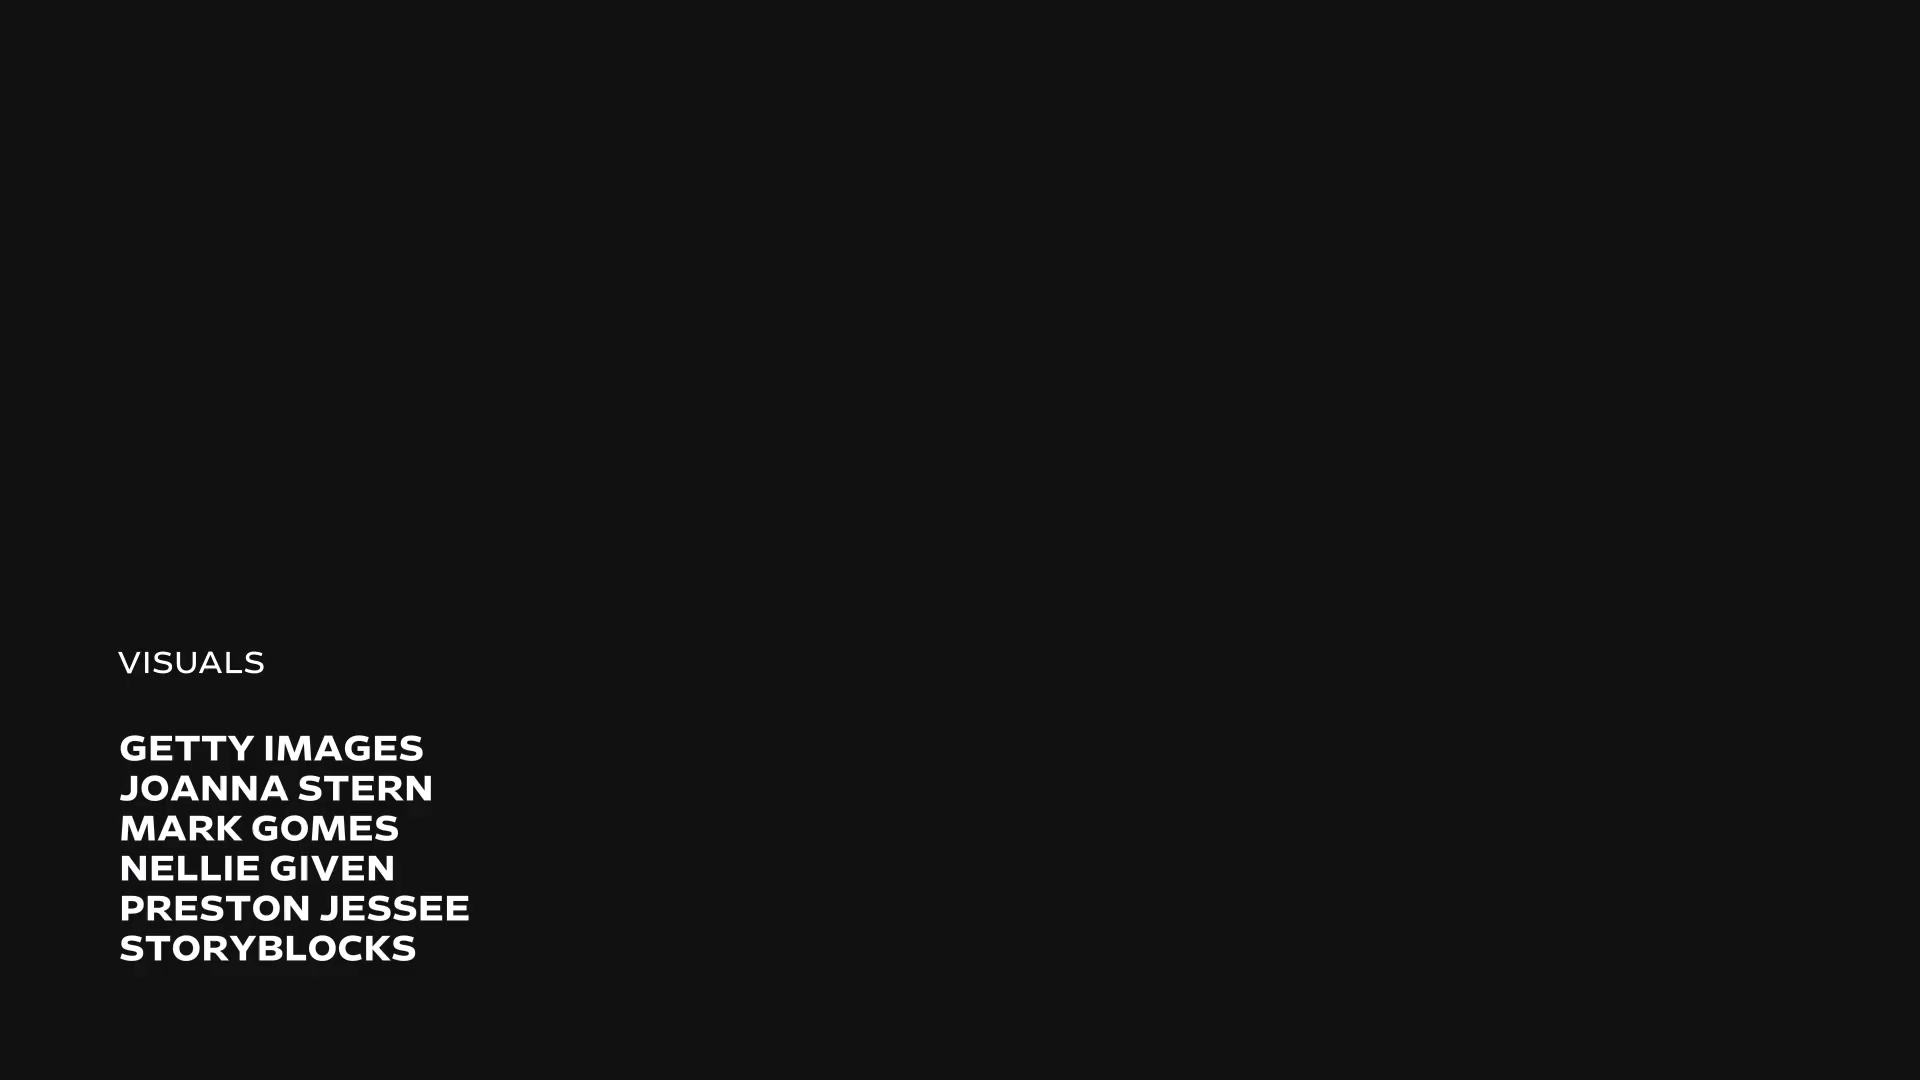 VISUALS
GETTY IMAGES
JOANNA STERN
MARK GOMES
NELLIE GIVEN
PRESTON JESSEE
STORYBLOCKS